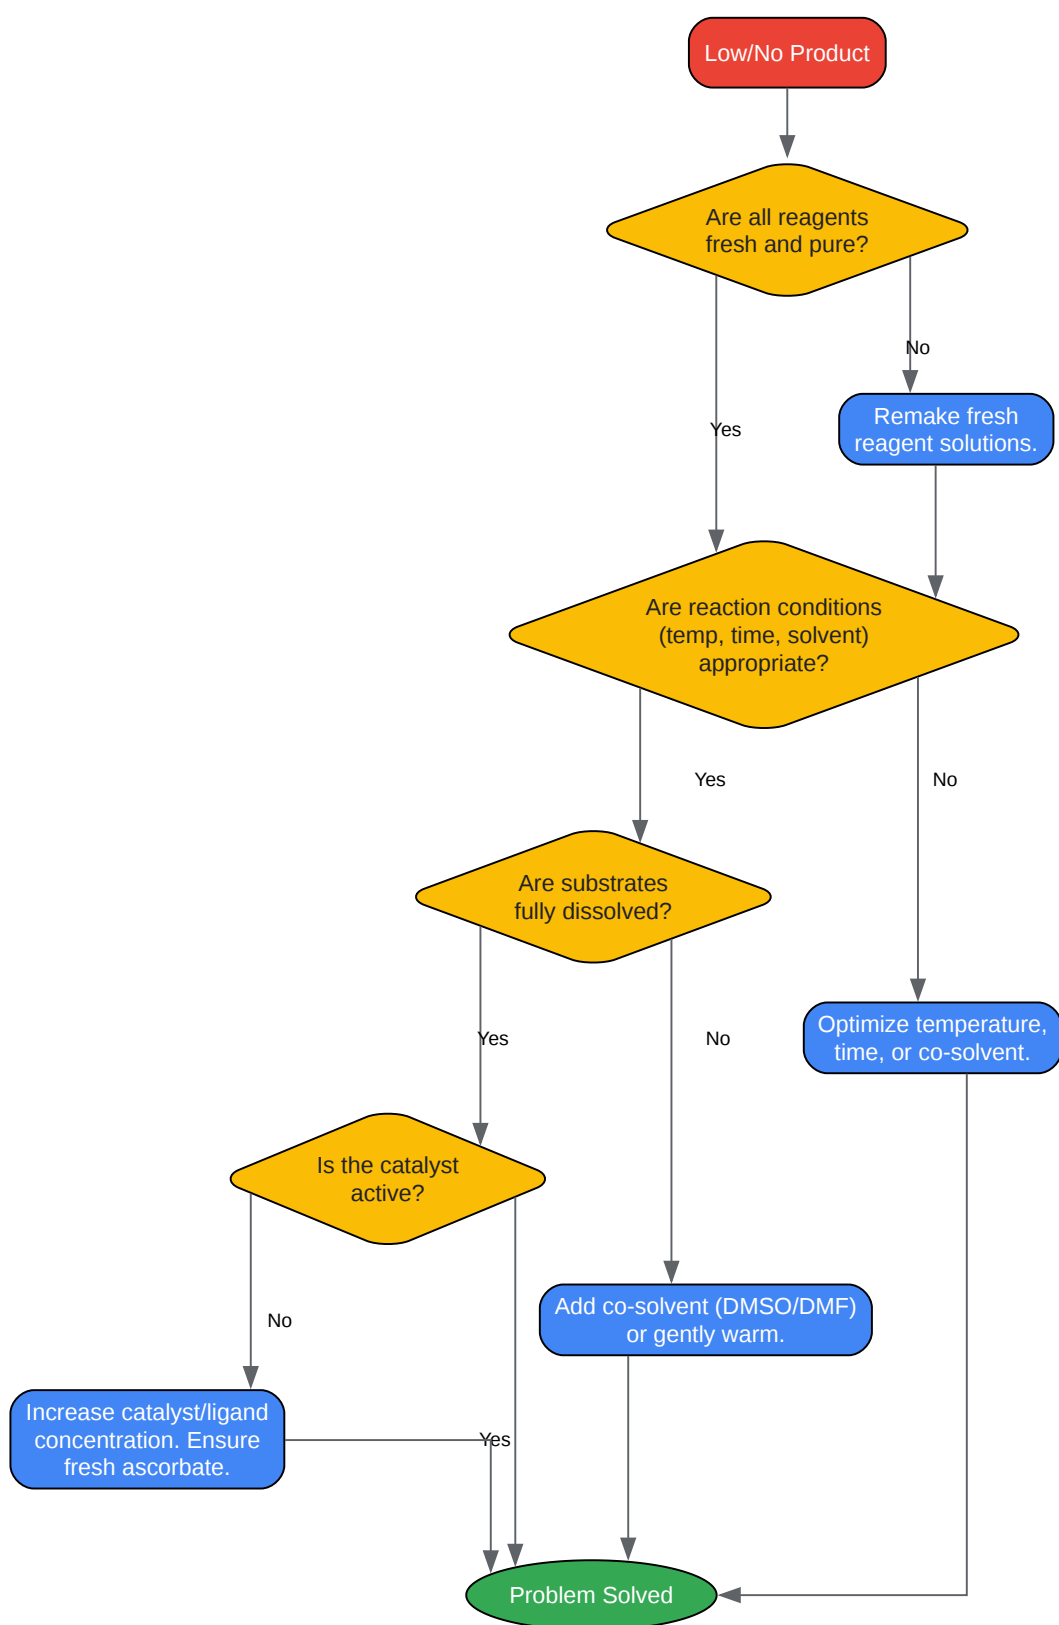 Low/No Product
Are all reagents
fresh and pure?
No
Remake fresh
reagent solutions.
Yes
Are reaction conditions
(temp, time, solvent)
appropriate?
Yes
No
Are substrates
fully dissolved?
Optimize temperature,
time, or co-solvent.
Yes
No
Is the catalyst
active?
Add co-solvent (DMSO/DMF)
or gently warm.
No
Increase catalyst/ligand
concentration. Ensure
fresh ascorbate.
Yes
Problem Solved